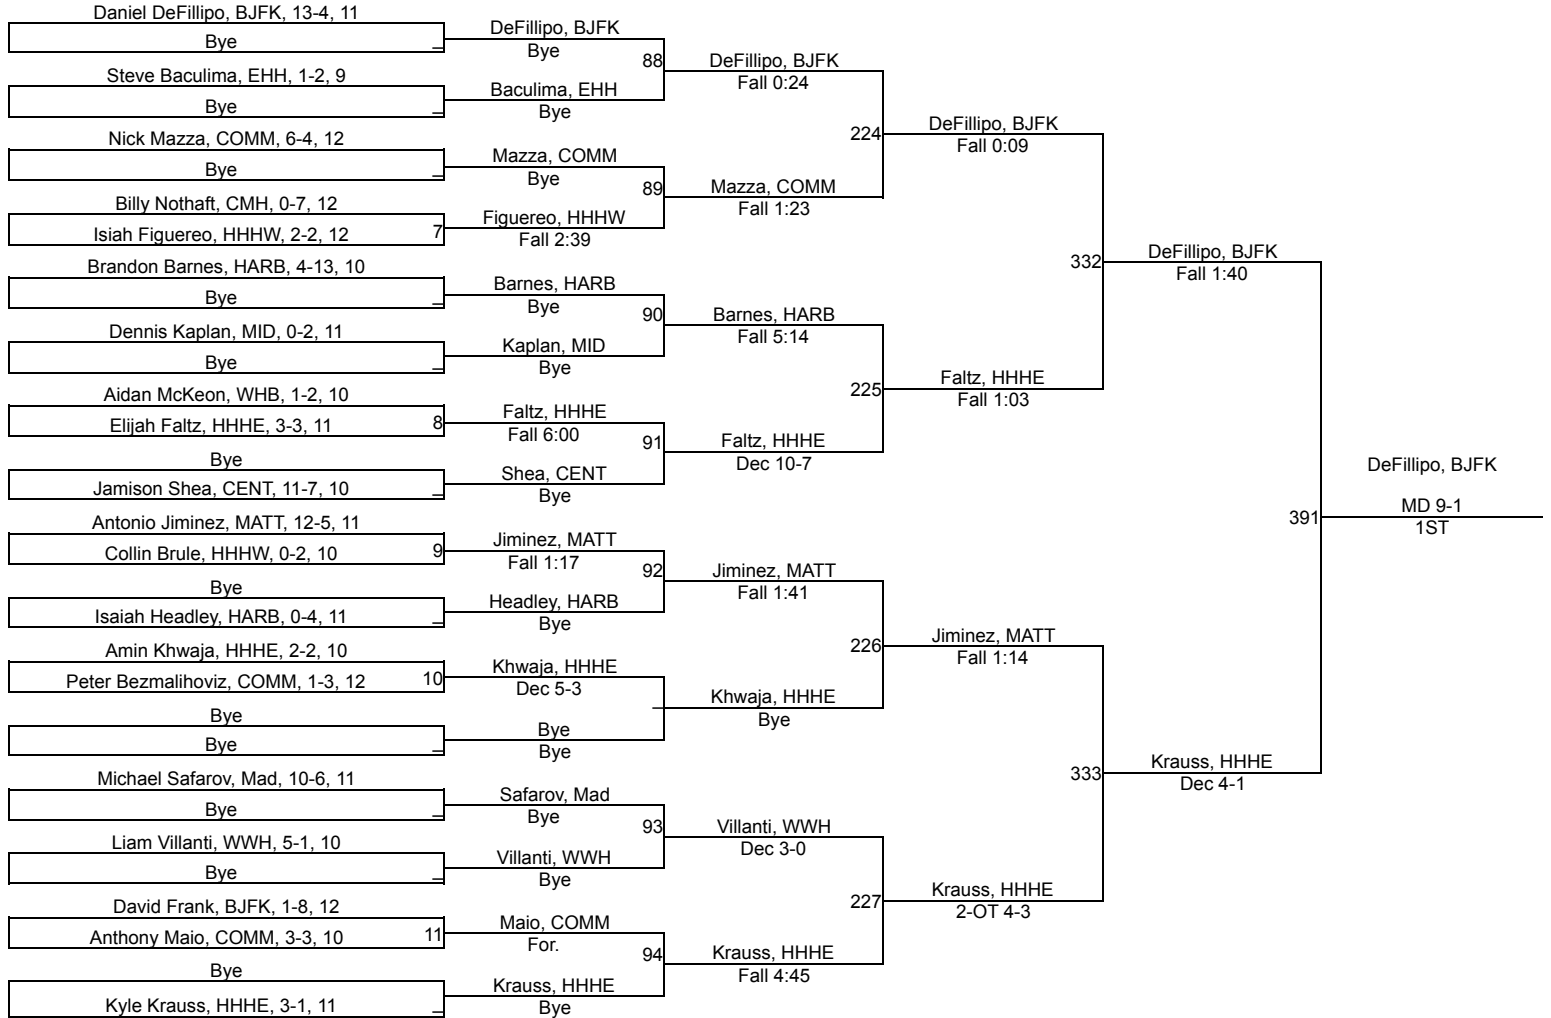 Daniel DeFillipo, BJFK, 13-4, 11
Bye
Steve Baculima, EHH, 1-2, 9
Bye
Nick Mazza, COMM, 6-4, 12
Bye
Billy Nothaft, CMH, 0-7, 12
Isiah Figuereo, HHHW, 2-2, 12
7
Brandon Barnes, HARB, 4-13, 10
Bye
Dennis Kaplan, MID, 0-2, 11
Bye
Aidan McKeon, WHB, 1-2, 10
Elijah Faltz, HHHE, 3-3, 11
8
Bye
Jamison Shea, CENT, 11-7, 10
Antonio Jiminez, MATT, 12-5, 11
Collin Brule, HHHW, 0-2, 10
9
Bye
Isaiah Headley, HARB, 0-4, 11
Amin Khwaja, HHHE, 2-2, 10
Peter Bezmalihoviz, COMM, 1-3, 12
10
Bye
Bye
Michael Safarov, Mad, 10-6, 11
Bye
Liam Villanti, WWH, 5-1, 10
Bye
David Frank, BJFK, 1-8, 12
Anthony Maio, COMM, 3-3, 10
11
Bye
Kyle Krauss, HHHE, 3-1, 11
DeFillipo, BJFK
Bye
88
Baculima, EHH
Bye
Mazza, COMM
Bye
89
Figuereo, HHHW
Fall 2:39
Barnes, HARB
Bye
90
Kaplan, MID
Bye
Faltz, HHHE
Fall 6:00
91
Shea, CENT
Bye
Jiminez, MATT
Fall 1:17
92
Headley, HARB
Bye
Khwaja, HHHE
Dec 5-3
Bye
Bye
Safarov, Mad
Bye
93
Villanti, WWH
Bye
Maio, COMM
For.
94
Krauss, HHHE
Bye
DeFillipo, BJFK
Fall 0:24
224
Mazza, COMM
Fall 1:23
Barnes, HARB
Fall 5:14
225
Faltz, HHHE
Dec 10-7
Jiminez, MATT
Fall 1:41
226
Khwaja, HHHE
Bye
Villanti, WWH
Dec 3-0
227
Krauss, HHHE
Fall 4:45
DeFillipo, BJFK
Fall 0:09
332
Faltz, HHHE
Fall 1:03
Jiminez, MATT
Fall 1:14
333
Krauss, HHHE
2-OT 4-3
DeFillipo, BJFK
Fall 1:40
391
Krauss, HHHE
Dec 4-1
DeFillipo, BJFK
MD 9-1
1ST